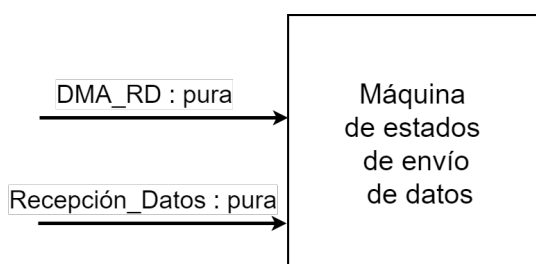 DMA_RD : pura
Recepción_Datos : pura
Máquina
de estados
de envío
de datos